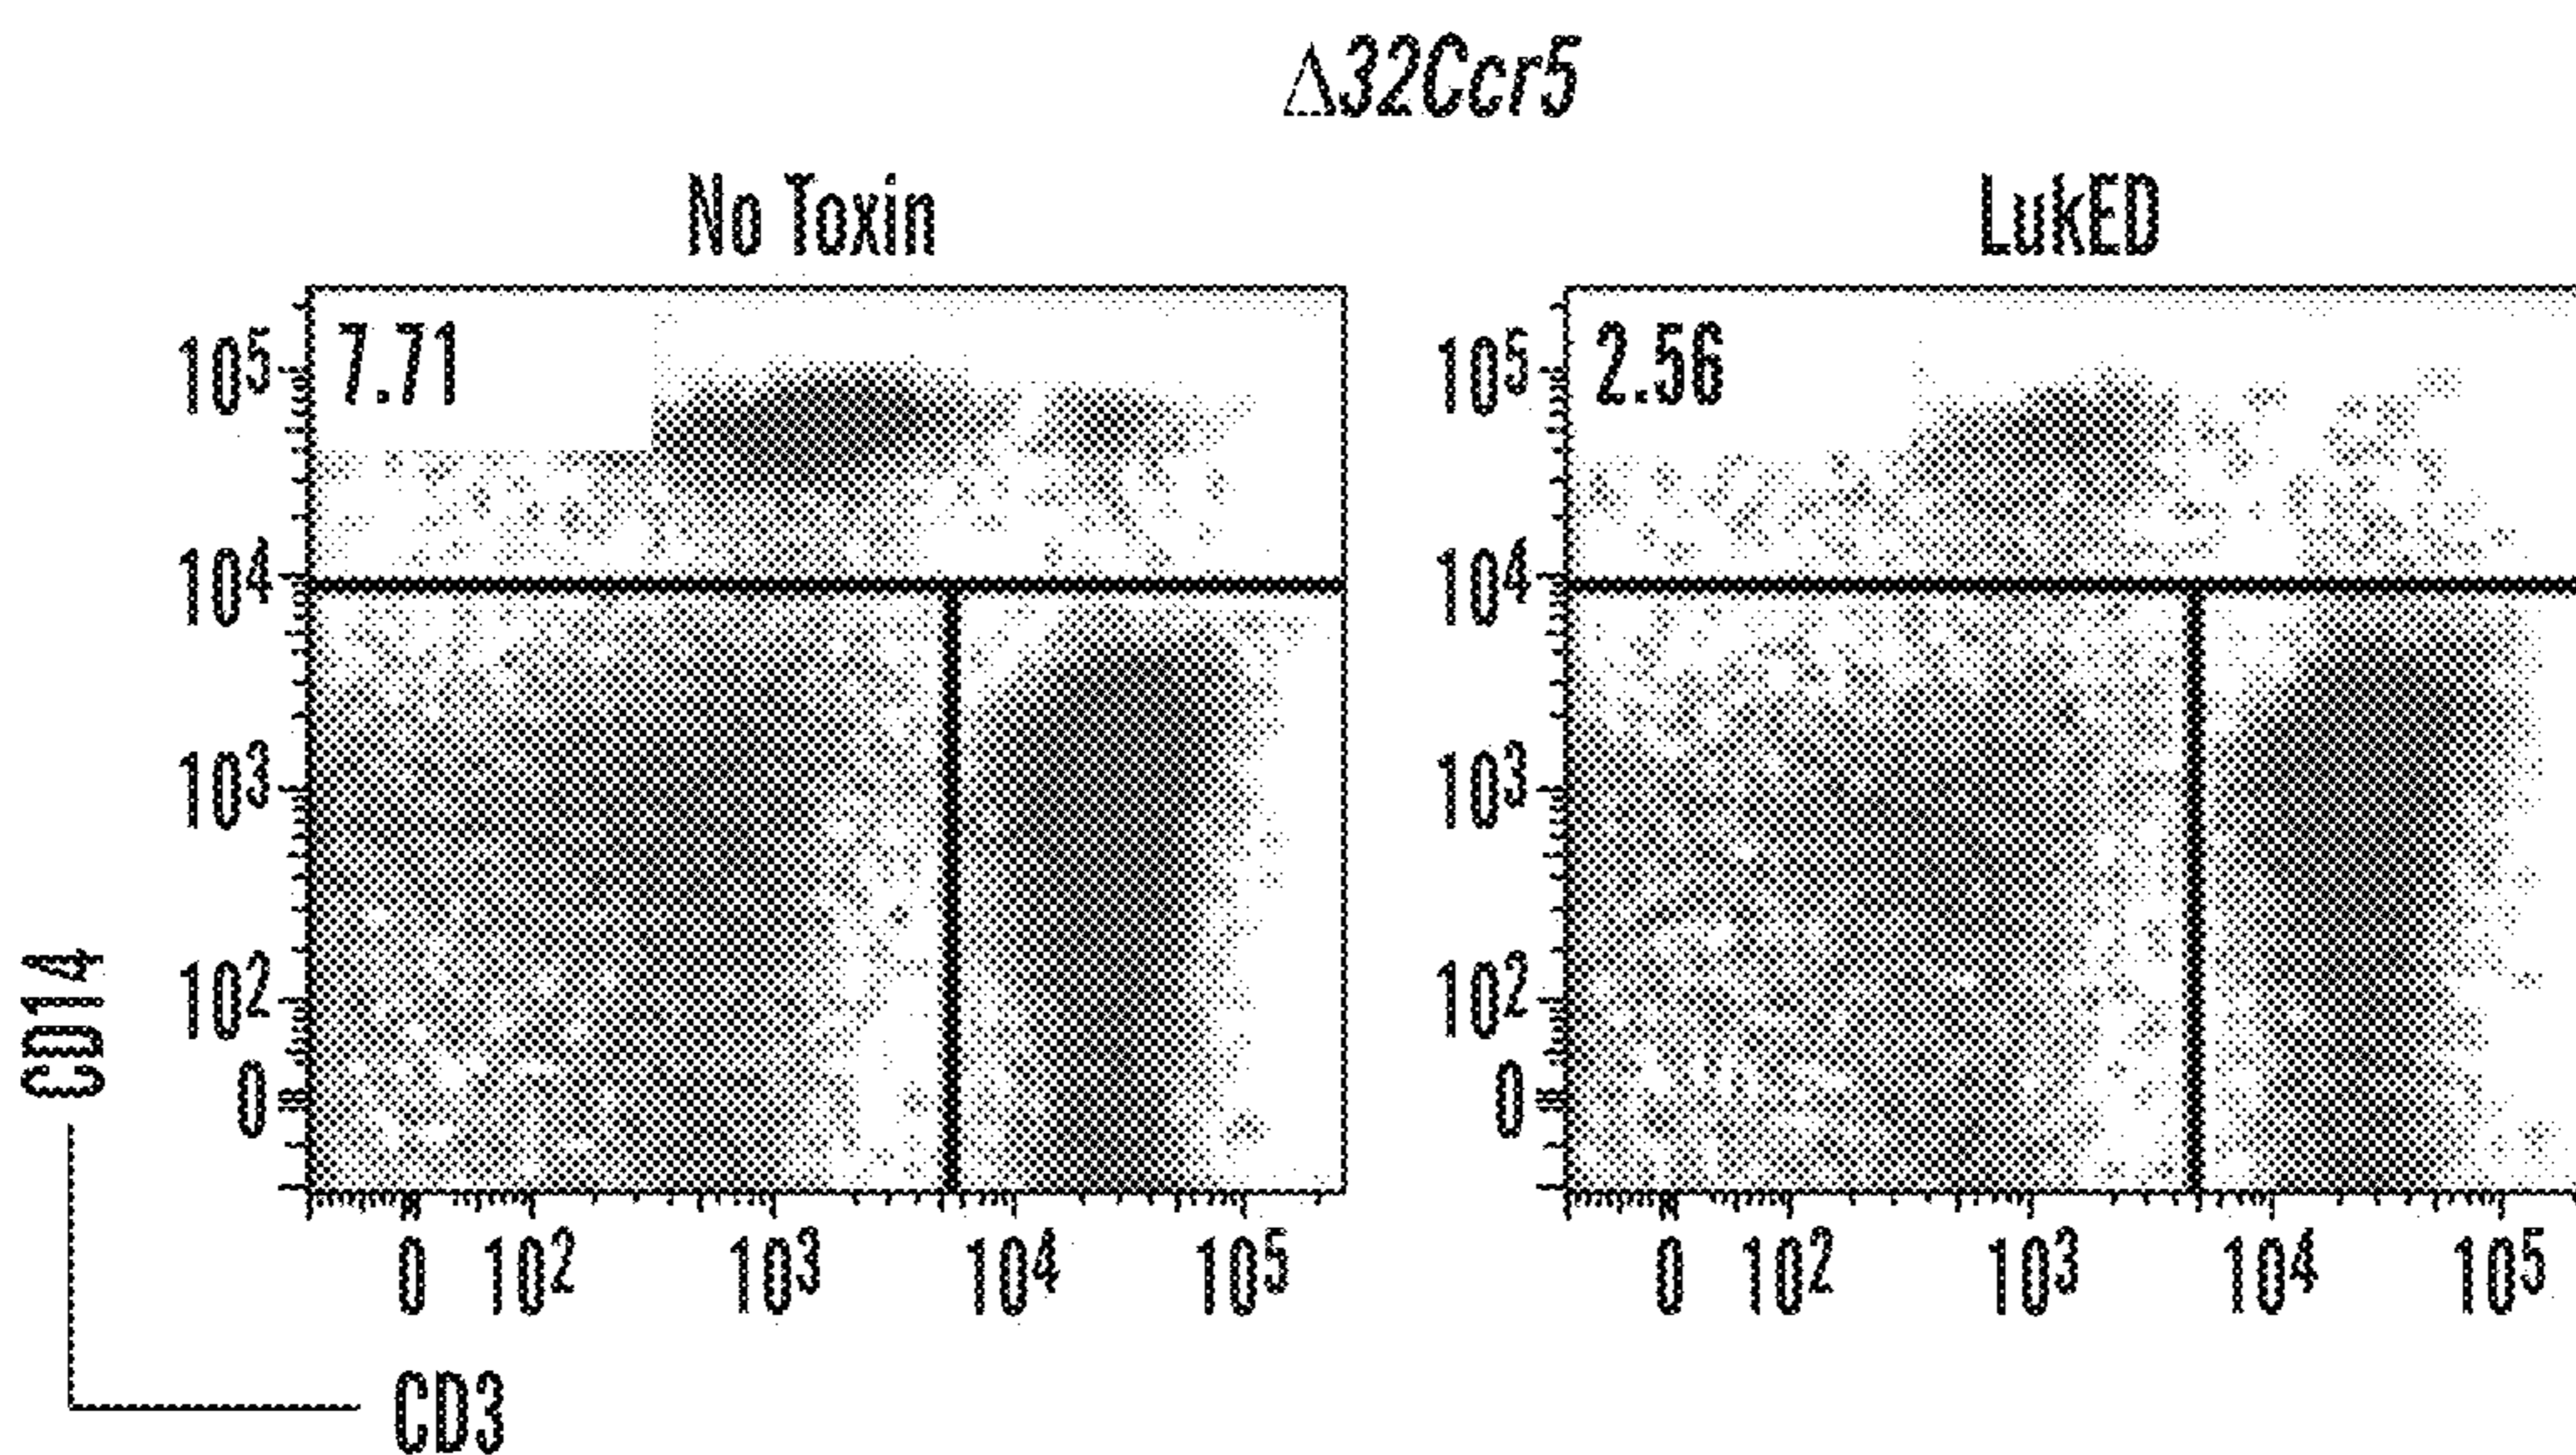 Δ32Ccr5
No Toxin
LukED
7.71
2.56
10⁵
10⁴
10³
10²
0
10⁵
10⁴
10³
10²
0
CD14
0 10² 10³ 10⁴ 10⁵
0 10² 10³ 10⁴ 10⁵
CD3